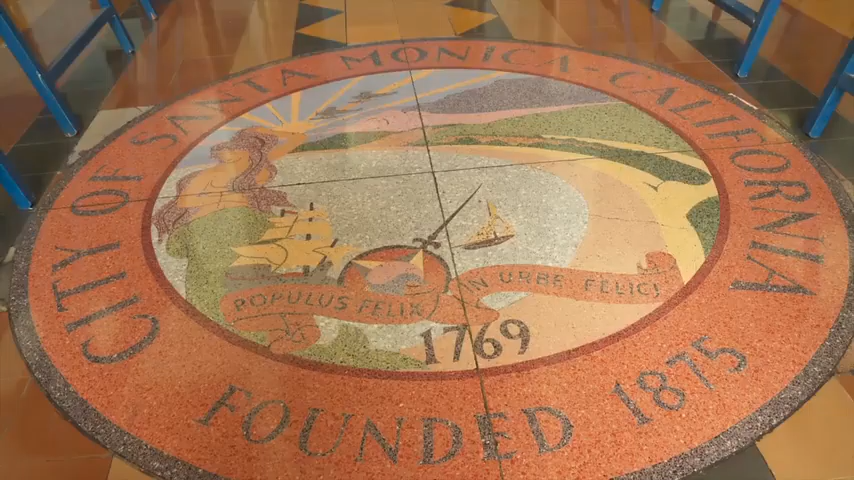 CITY OF SANTA MONICA-CALIFORNIA
POPULUS FELIX IN URBE FELICI
1769
FOUNDED 1875